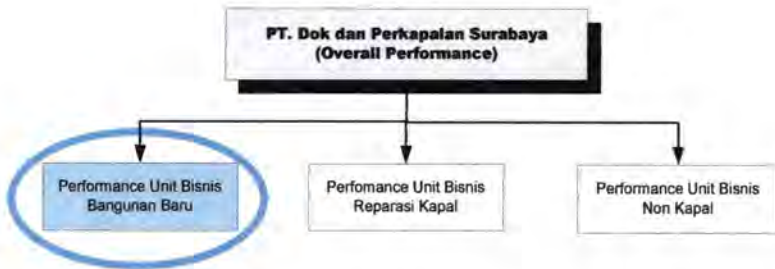 PT. Dok dan Perkapalan Surabaya
(Overall Performance)
Performance Unit Bisnis
Bangunan Baru
Perfomance Unit Bisnis
Reparasi Kapal
Performance Unit Bisnis
Non Kapal